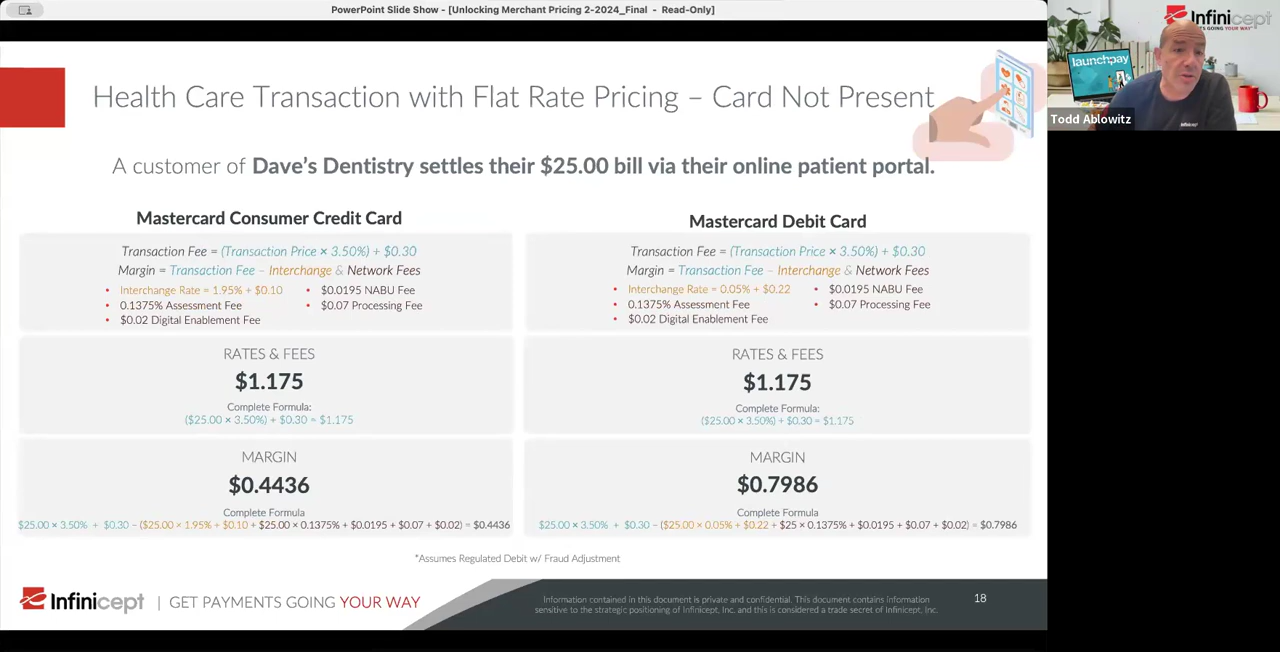 PowerPoint Slide Show - [Unlocking Merchant Pricing 2-2024_Final - Read-Only]
Infinicept
launchpay
Todd Ablowitz
Health Care Transaction with Flat Rate Pricing – Card Not Present
A customer of Dave's Dentistry settles their $25.00 bill via their online patient portal.
Mastercard Consumer Credit Card
Transaction Fee = (Transaction Price × 3.50%) + $0.30
Margin = Transaction Fee – Interchange & Network Fees
• Interchange Rate = 1.95% + $0.10
• 0.1375% Assessment Fee
• $0.02 Digital Enablement Fee
• $0.0195 NABU Fee
• $0.07 Processing Fee
RATES & FEES
$1.175
Complete Formula:
($25.00 × 3.50%) + $0.30 = $1.175
MARGIN
$0.4436
Complete Formula
$25.00 × 3.50% + $0.30 – ($25.00 × 1.95% + $0.10 + $25.00 × 0.1375% + $0.0195 + $0.07 + $0.02) = $0.4436
Mastercard Debit Card
Transaction Fee = (Transaction Price × 3.50%) + $0.30
Margin = Transaction Fee – Interchange & Network Fees
• Interchange Rate = 0.05% + $0.22
• 0.1375% Assessment Fee
• $0.02 Digital Enablement Fee
• $0.0195 NABU Fee
• $0.07 Processing Fee
RATES & FEES
$1.175
Complete Formula:
($25.00 × 3.50%) + $0.30 = $1.175
MARGIN
$0.7986
Complete Formula
$25.00 × 3.50% + $0.30 – ($25.00 × 0.05% + $0.22 + $25 × 0.1375% + $0.0195 + $0.07 + $0.02) = $0.7986
*Assumes Regulated Debit w/ Fraud Adjustment
Infinicept | GET PAYMENTS GOING YOUR WAY
Information contained in this document is private and confidential. This document contains information
sensitive to the strategic positioning of Infinicept, Inc. and this is considered a trade secret of Infinicept, Inc.
18